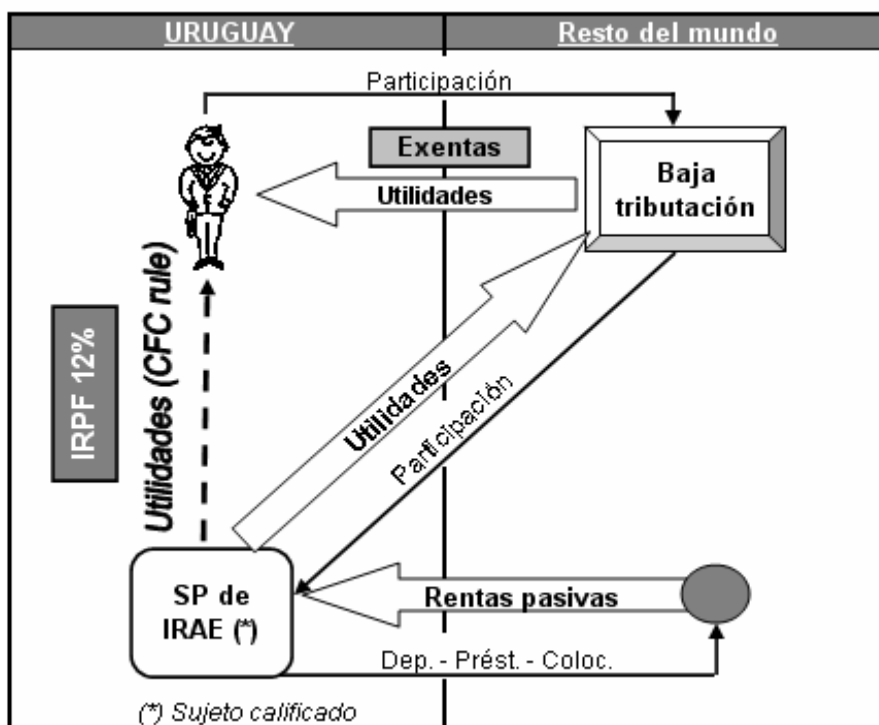 URUGUAY
Resto del mundo
Participación
Exentas
Utilidades
Baja
tributación
IRPF 12%
Utilidades (CFC rule)
Utilidades
Participación
SP de
IRAE (*)
Rentas pasivas
Dep. - Prést. - Coloc.
(*) Sujeto calificado